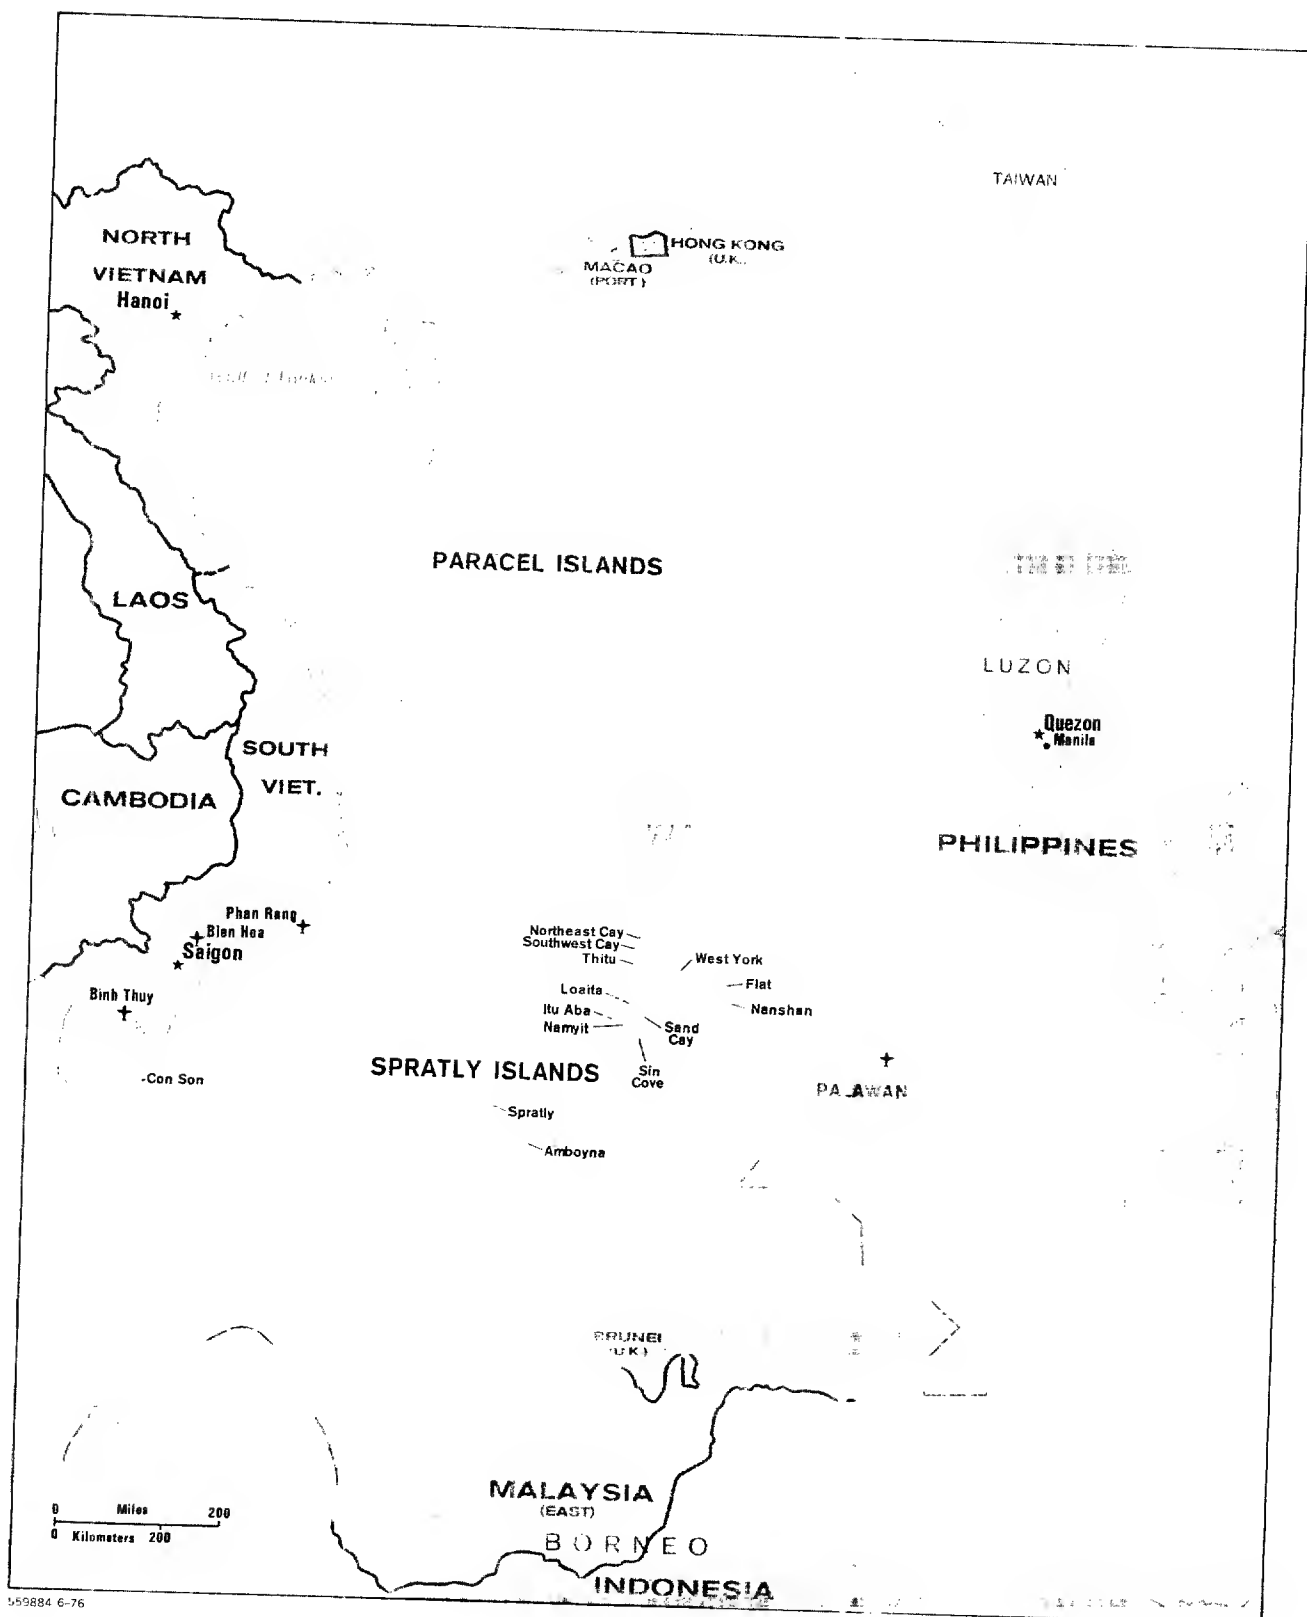 TAIWAN
NORTH
VIETNAM
Hanoi
HONG KONG
(U.K.
MACAO
(PORT)
PARACEL ISLANDS
LAOS
LUZON
Quezon
Manila
SOUTH
VIET.
CAMBODIA
PHILIPPINES
Phan Rang
Bien Hoa
Saigon
Binh Thuy
Con Son
Northeast Cay
Southwest Cay
Thitu
West York
Loaita
Flat
Itu Aba
Nanshan
Namyit
Sand
Cay
Sin
Cove
SPRATLY ISLANDS
PALAWAN
Spratly
Amboyna
BRUNEI
(U.K.)
MALAYSIA
(EAST)
BORNEO
INDONESIA
0 Miles 200
0 Kilometers 200
559884 6-76